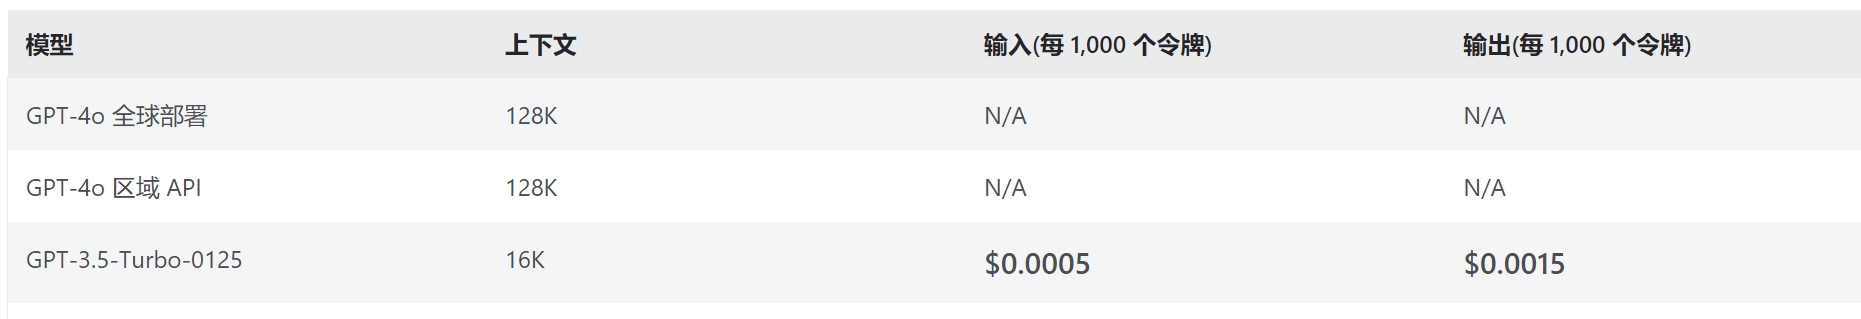 模型 上下文 输入(每 1,000 个令牌) 输出(每 1,000 个令牌)
GPT-4o 全球部署 128K N/A N/A
GPT-4o 区域 API 128K N/A N/A
GPT-3.5-Turbo-0125 16K $0.0005 $0.0015